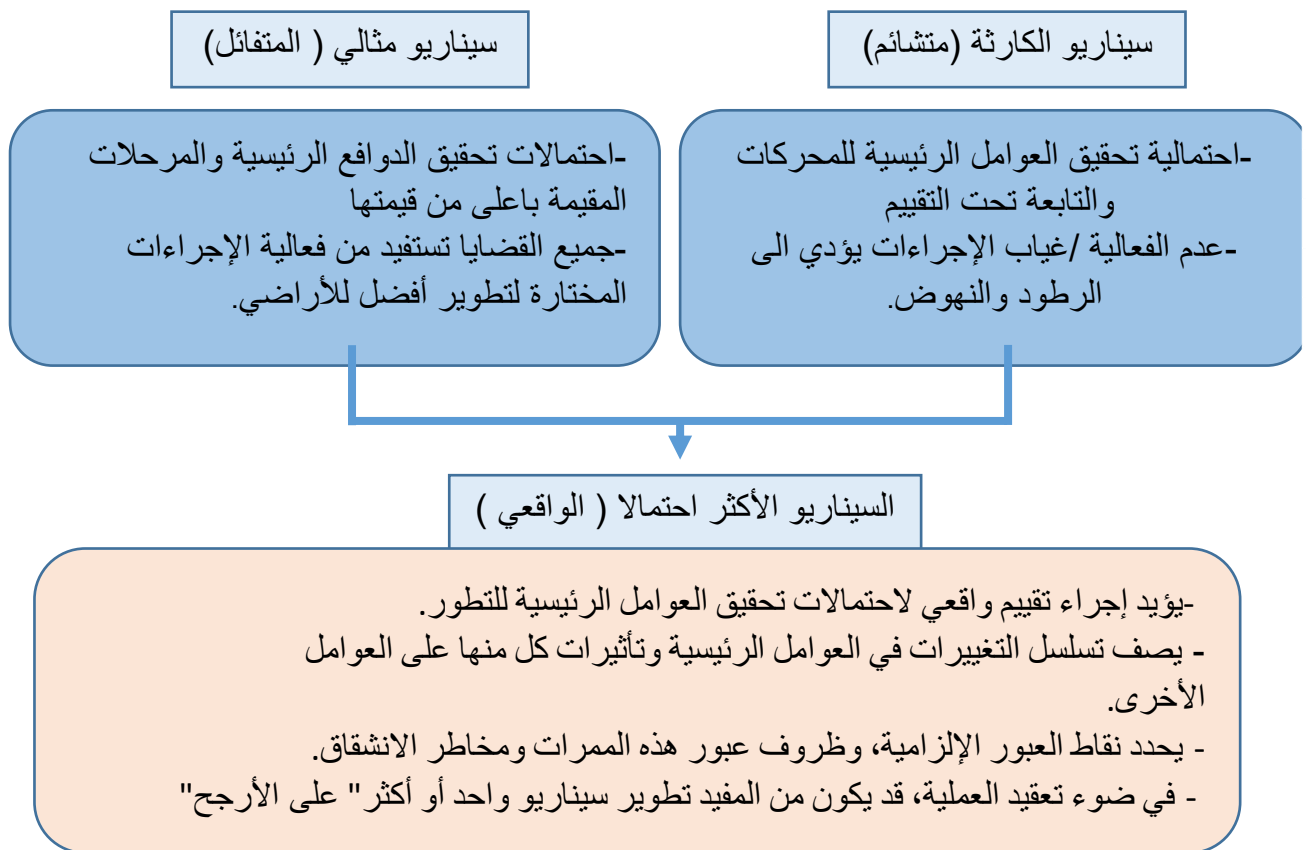 سيناريو الكارثة (متشائم)
-احتمالية تحقيق العوامل الرئيسية للمحركات
والتابعة تحت التقييم
-عدم الفعالية /غياب الإجراءات يؤدي الى
الرطود والنهوض.
سيناريو مثالي ( المتفائل)
-احتمالات تحقيق الدوافع الرئيسية والمرحلات
المقيمة باعلى من قيمتها
-جميع القضايا تستفيد من فعالية الإجراءات
المختارة لتطوير أفضل للأراضي.
السيناريو الأكثر احتمالا ( الواقعي )
-يؤيد إجراء تقييم واقعي لاحتمالات تحقيق العوامل الرئيسية للتطور.
- يصف تسلسل التغييرات في العوامل الرئيسية وتأثيرات كل منها على العوامل
الأخرى.
- يحدد نقاط العبور الإلزامية، وظروف عبور هذه الممرات ومخاطر الانشقاق.
- في ضوء تعقيد العملية، قد يكون من المفيد تطوير سيناريو واحد أو أكثر" على الأرجح"